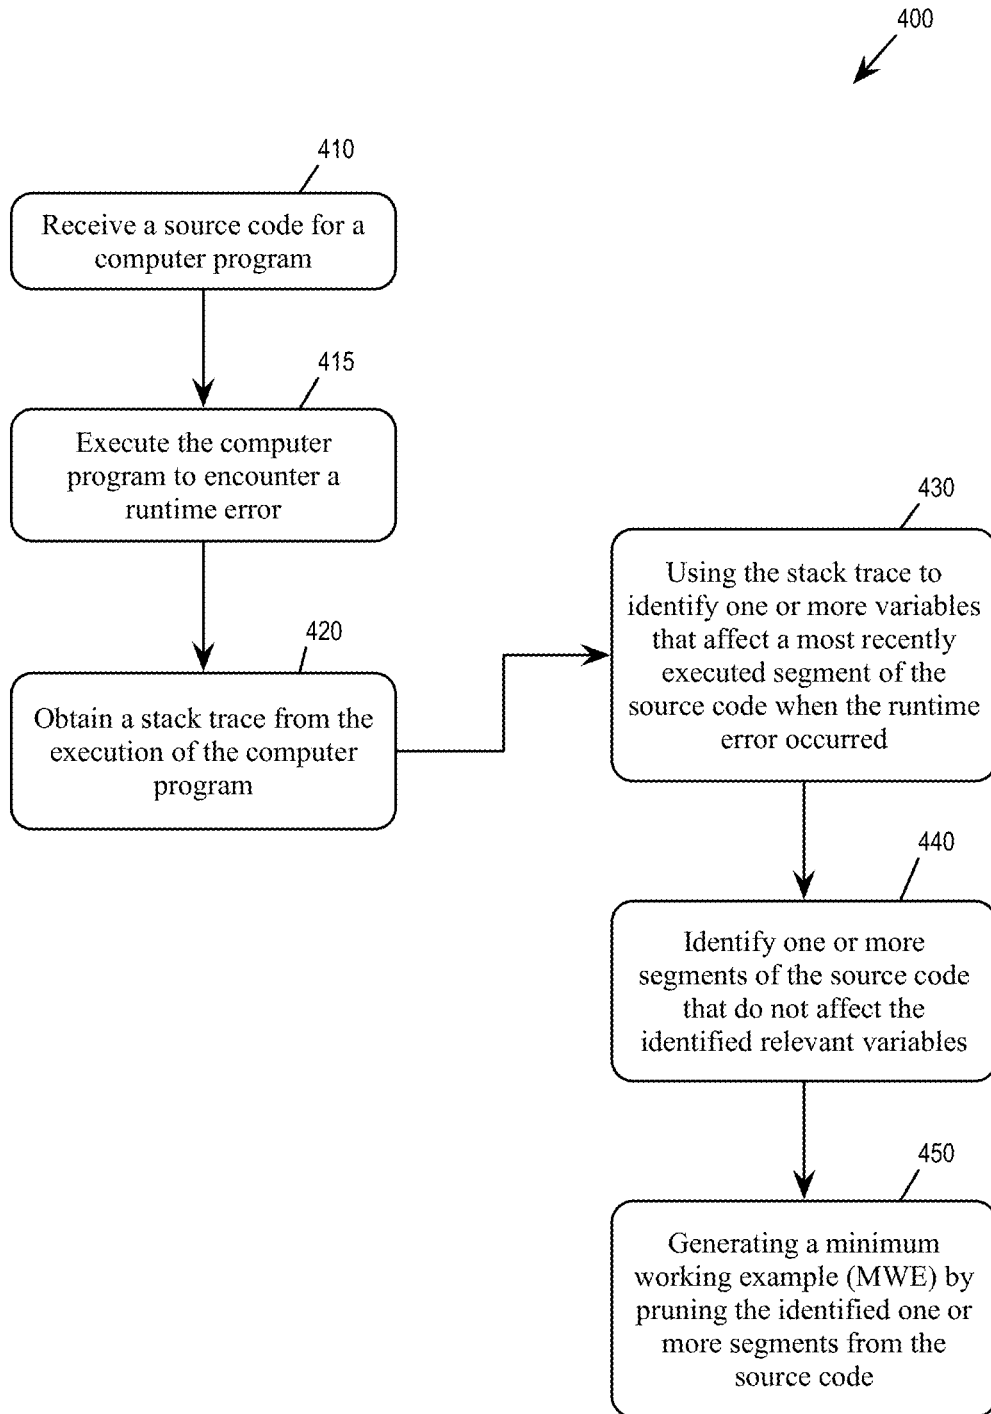 400
410
Receive a source code for a
computer program
415
Execute the computer
program to encounter a
runtime error
420
Obtain a stack trace from the
execution of the computer
program
430
Using the stack trace to
identify one or more variables
that affect a most recently
executed segment of the
source code when the runtime
error occurred
440
Identify one or more
segments of the source code
that do not affect the
identified relevant variables
450
Generating a minimum
working example (MWE) by
pruning the identified one or
more segments from the
source code